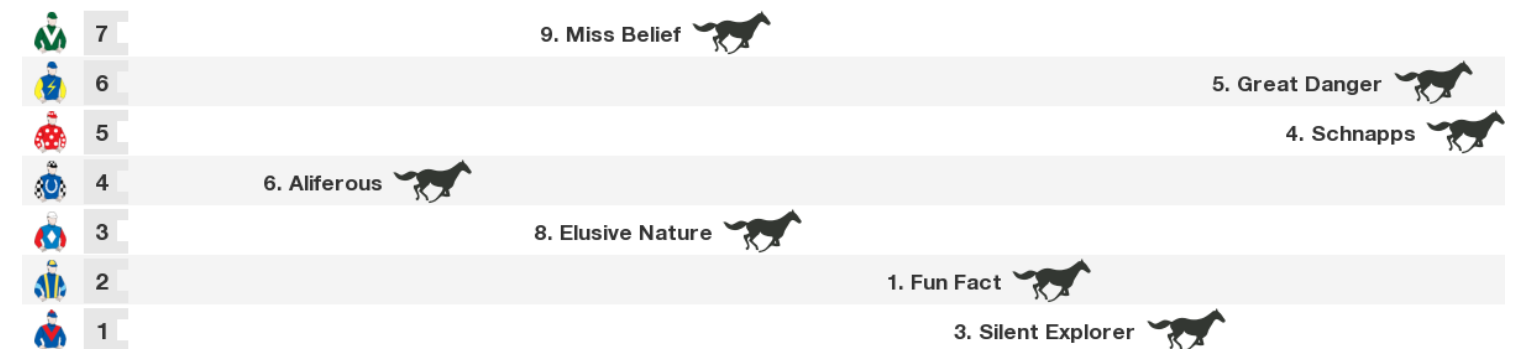 7 9. Miss Belief
6 5. Great Danger
5 4. Schnapps
4 6. Aliferous
3 8. Elusive Nature
2 1. Fun Fact
1 3. Silent Explorer